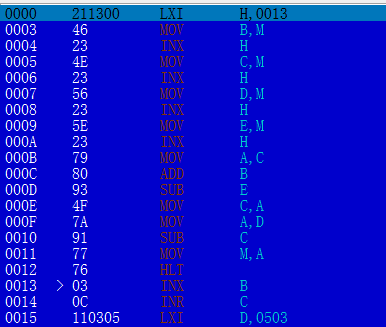 0000 211300 LXI H,0013
0003 46 MOV B,M
0004 23 INX H
0005 4E MOV C,M
0006 23 INX H
0007 56 MOV D,M
0008 23 INX H
0009 5E MOV E,M
000A 23 INX H
000B 79 MOV A,C
000C 80 ADD B
000D 93 SUB E
000E 4F MOV C,A
000F 7A MOV A,D
0010 91 SUB C
0011 77 MOV M,A
0012 76 HLT
0013 > 03 INX B
0014 0C INR C
0015 110305 LXI D,0503